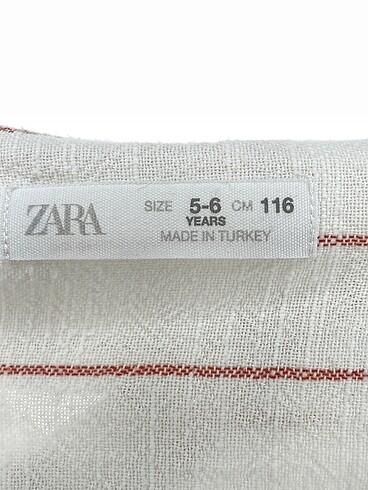 ZARA
SIZE 5-6 CM 116
YEARS
MADE IN TURKEY